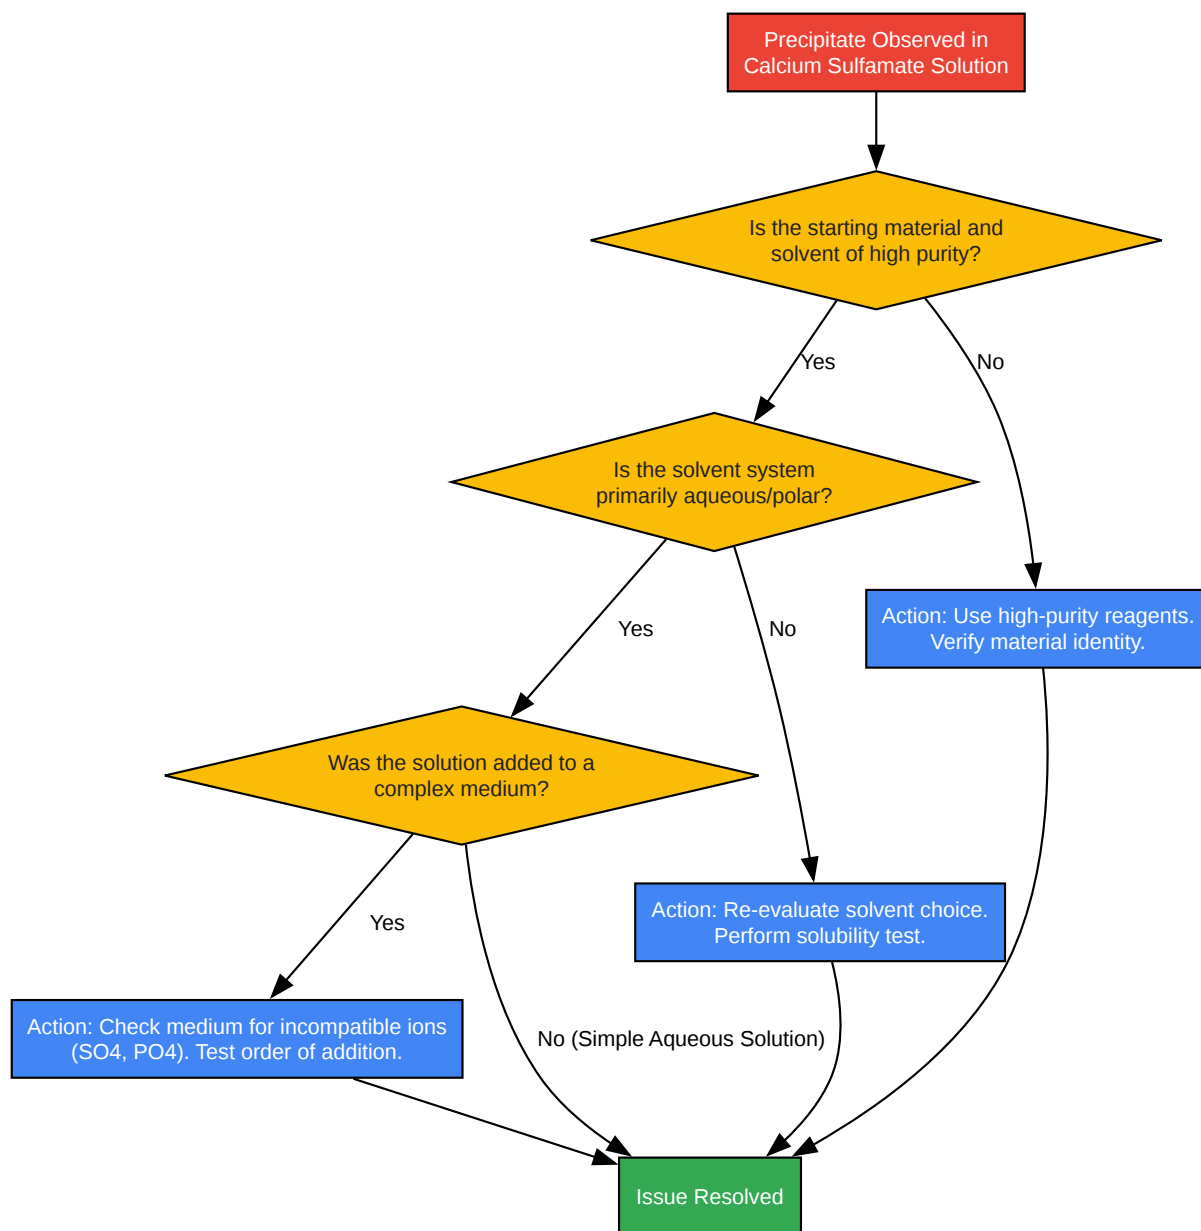 Precipitate Observed in
Calcium Sulfamate Solution
Is the starting material and
solvent of high purity?
Yes
No
Is the solvent system
primarily aqueous/polar?
Yes
No
Action: Use high-purity reagents.
Verify material identity.
Was the solution added to a
complex medium?
Yes
Action: Re-evaluate solvent choice.
Perform solubility test.
Action: Check medium for incompatible ions
(SO4, PO4). Test order of addition.
No (Simple Aqueous Solution)
Issue Resolved